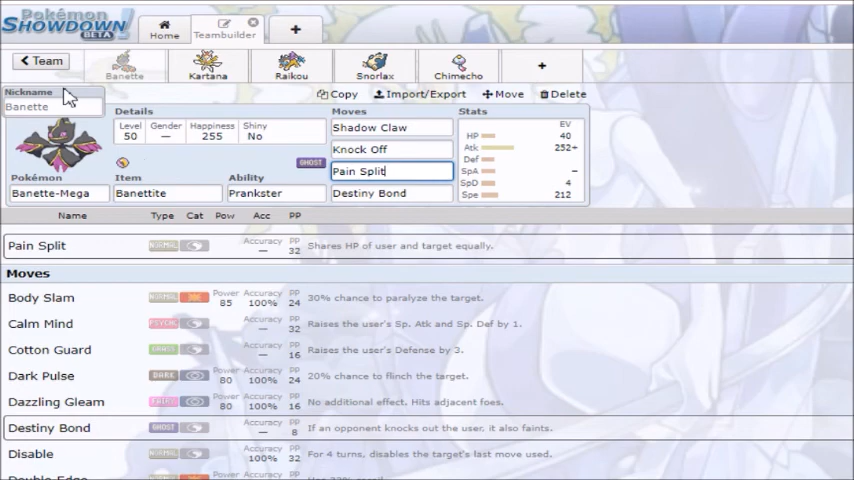 Pokémon
SHOWDOWN!
BETA!
Home
Teambuilder
+
< Team
Banette
Kartana
Raikou
Snorlax
Chimecho
+
Copy Import/Export Move Delete
Nickname
Banette
Details
Level Gender Happiness Shiny
50 — 255 No
GHOST
Pokémon Item Ability
Banette-Mega Banettite Prankster
Moves
Shadow Claw
Knock Off
Pain Split
Destiny Bond
Stats
EV
HP 40
Atk 252+
Def
SpA –
SpD 4
Spe 212
Name Type Cat Pow Acc PP
Pain Split NORMAL Accuracy — PP 32 Shares HP of user and target equally.
Moves
Body Slam NORMAL Power 85 Accuracy 100% PP 24 30% chance to paralyze the target.
Calm Mind PSYCHC Accuracy — PP 32 Raises the user's Sp. Atk and Sp. Def by 1.
Cotton Guard GRASS Accuracy — PP 16 Raises the user's Defense by 3.
Dark Pulse DARK Power 80 Accuracy 100% PP 24 20% chance to flinch the target.
Dazzling Gleam FAIRY Power 80 Accuracy 100% PP 16 No additional effect. Hits adjacent foes.
Destiny Bond GHOST Accuracy — PP 8 If an opponent knocks out the user, it also faints.
Disable NORMAL Accuracy 100% PP 32 For 4 turns, disables the target's last move used.
Double-Edge Power Accuracy PP Has 33% recoil.